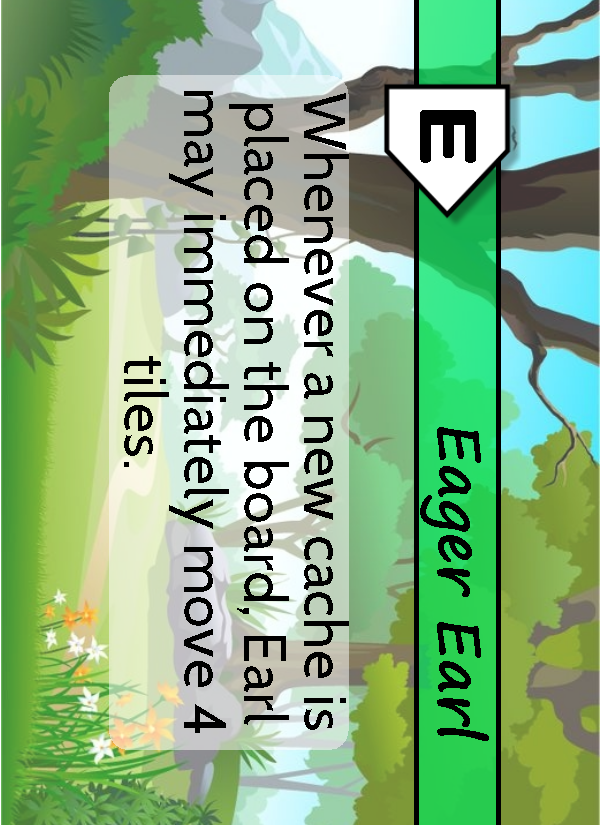 E
Eager Earl
Whenever a new cache is
placed on the board, Earl
may immediately move 4
tiles.